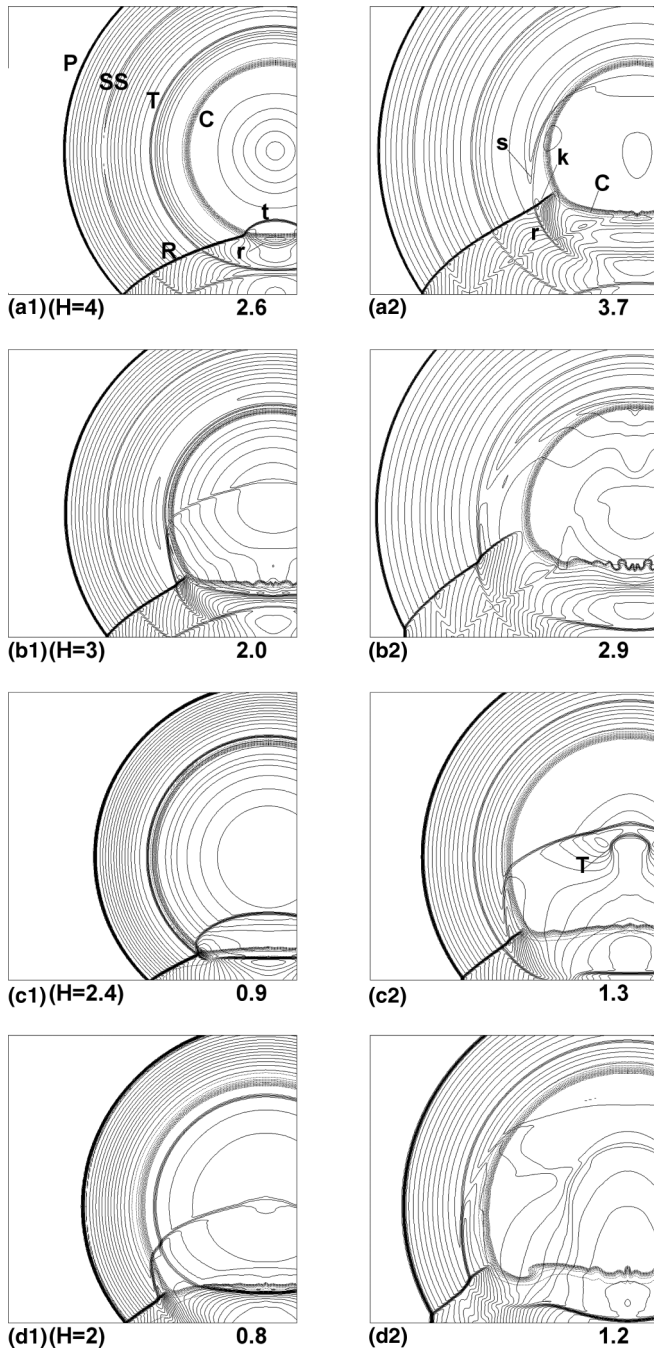 P
SS
T
C
t
R
r
(a1)(H=4) 2.6
s
k
C
r
(a2) 3.7
(b1)(H=3) 2.0
(b2) 2.9
(c1)(H=2.4) 0.9
T
(c2) 1.3
(d1)(H=2) 0.8
(d2) 1.2